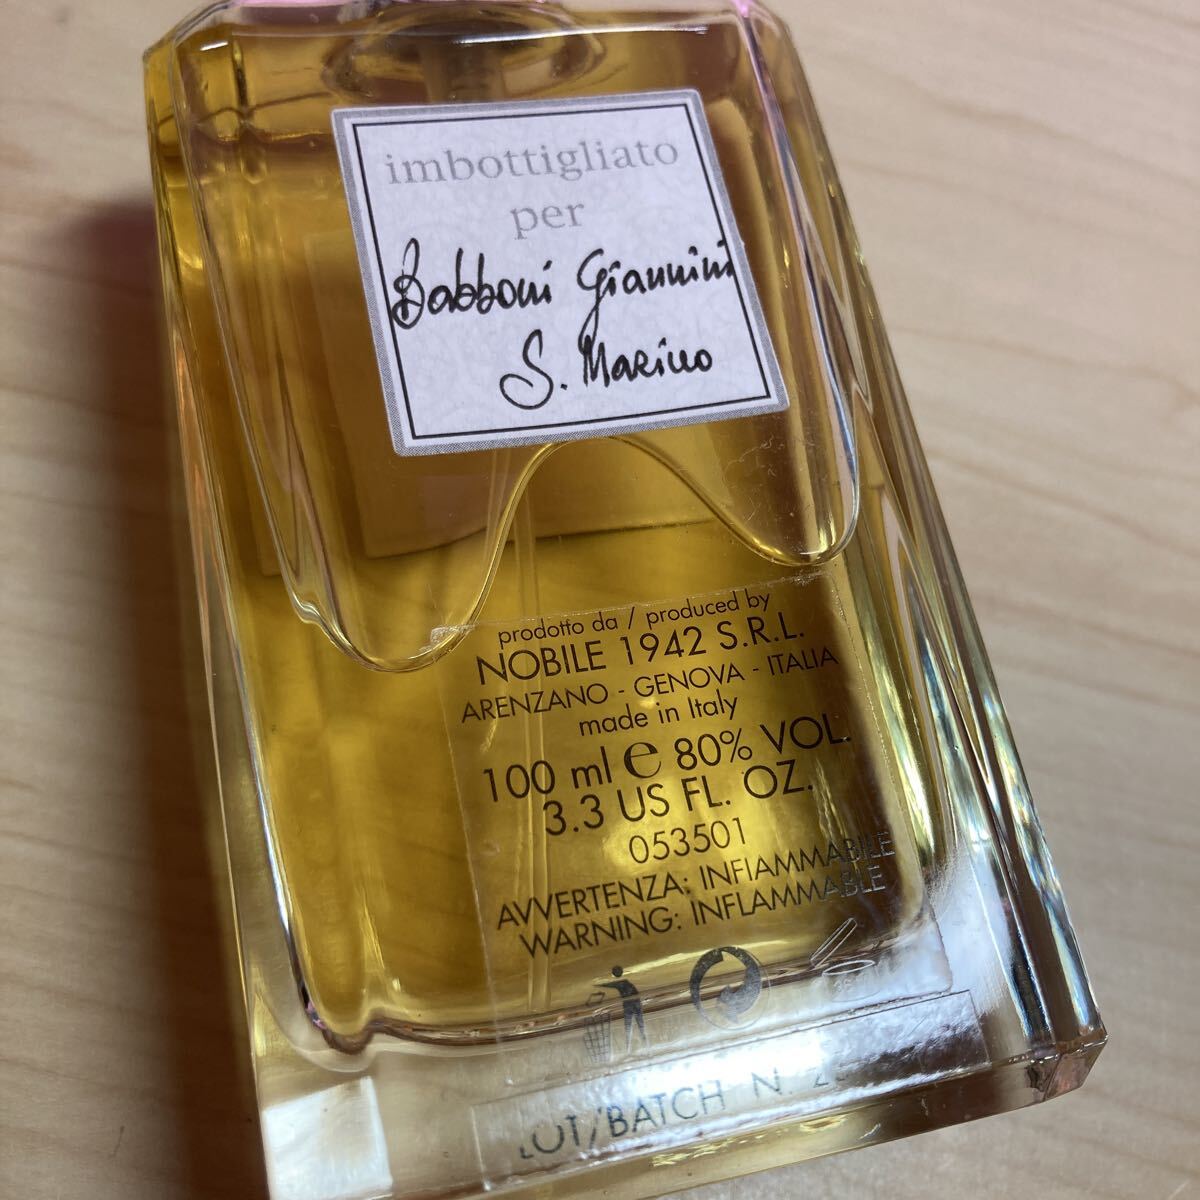 imbottigliato
per
Babboni Giannini
S. Marino
prodotto da / produced by
NOBILE 1942 S.R.L.
ARENZANO - GENOVA - ITALIA
made in Italy
100 ml e 80% VOL.
3.3 US FL. OZ.
053501
AVVERTENZA: INFIAMMABILE
WARNING: INFLAMMABLE
LOT/BATCH N.